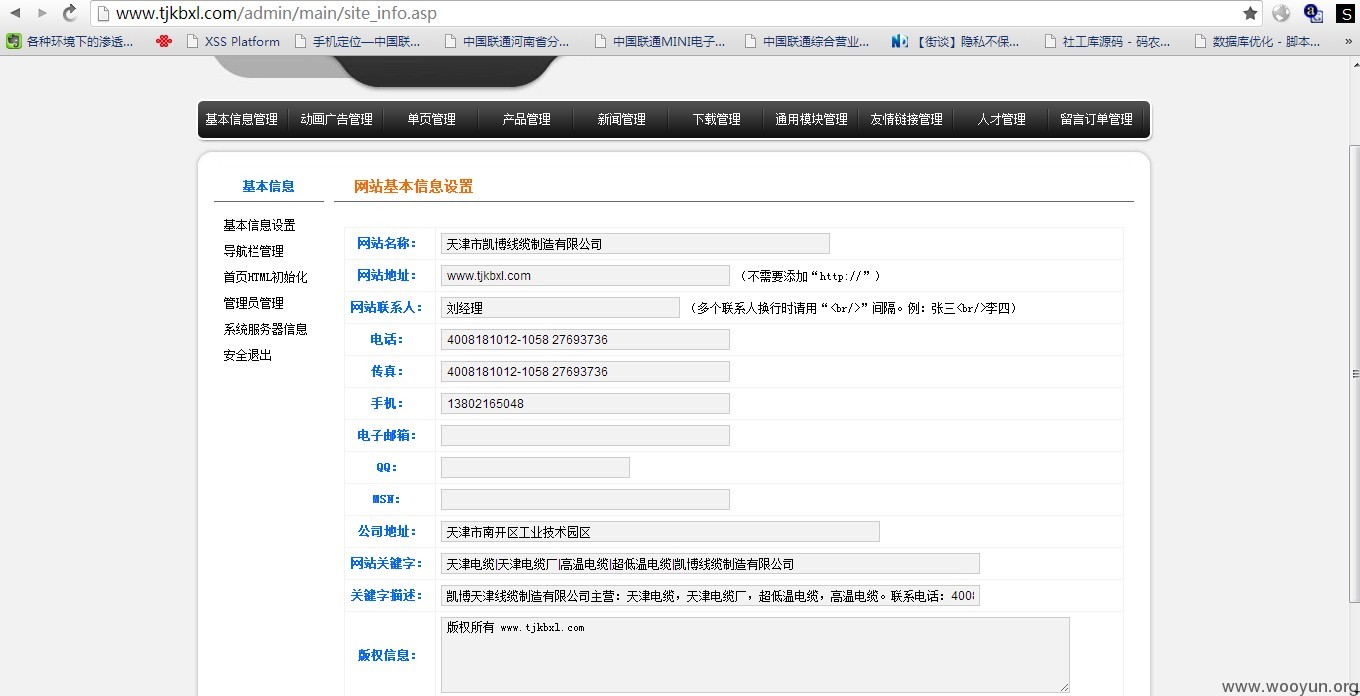 www.tjkbxl.com/admin/main/site_info.asp
各种环境下的渗透... XSS Platform 手机定位—中国联... 中国联通河南省分... 中国联通MINI电子... 中国联通综合营业... 【街谈】隐私不保... 社工库源码 - 码农... 数据库优化 - 脚本... »
基本信息管理 动画广告管理 单页管理 产品管理 新闻管理 下载管理 通用模块管理 友情链接管理 人才管理 留言订单管理
基本信息
基本信息设置
导航栏管理
首页HTML初始化
管理员管理
系统服务器信息
安全退出
网站基本信息设置
网站名称： 天津市凯博线缆制造有限公司
网站地址： www.tjkbxl.com （不需要添加“http://”）
网站联系人： 刘经理 （多个联系人换行时请用“<br/>”间隔。例：张三<br/>李四）
电话： 4008181012-1058 27693736
传真： 4008181012-1058 27693736
手机： 13802165048
电子邮箱：
QQ：
MSN：
公司地址： 天津市南开区工业技术园区
网站关键字： 天津电缆|天津电缆厂|高温电缆|超低温电缆|凯博线缆制造有限公司
关键字描述： 凯博天津线缆制造有限公司主营：天津电缆，天津电缆厂，超低温电缆，高温电缆。联系电话：4008
版权信息： 版权所有 www.tjkbxl.com
www.wooyun.org